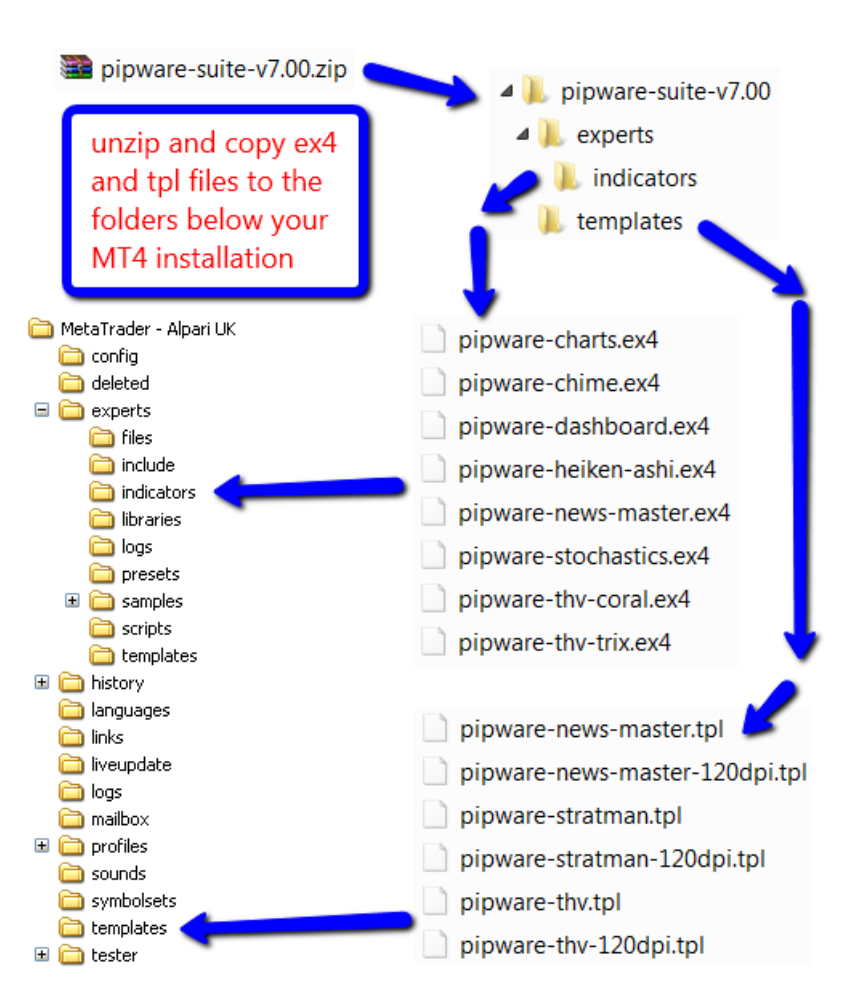 pipware-suite-v7.00.zip
unzip and copy ex4
and tpl files to the
folders below your
MT4 installation
pipware-suite-v7.00
experts
indicators
templates
MetaTrader - Alpari UK
config
deleted
experts
files
include
indicators
libraries
logs
presets
samples
scripts
templates
history
languages
links
liveupdate
logs
mailbox
profiles
sounds
symbolsets
templates
tester
pipware-charts.ex4
pipware-chime.ex4
pipware-dashboard.ex4
pipware-heiken-ashi.ex4
pipware-news-master.ex4
pipware-stochastics.ex4
pipware-thv-coral.ex4
pipware-thv-trix.ex4
pipware-news-master.tpl
pipware-news-master-120dpi.tpl
pipware-stratman.tpl
pipware-stratman-120dpi.tpl
pipware-thv.tpl
pipware-thv-120dpi.tpl